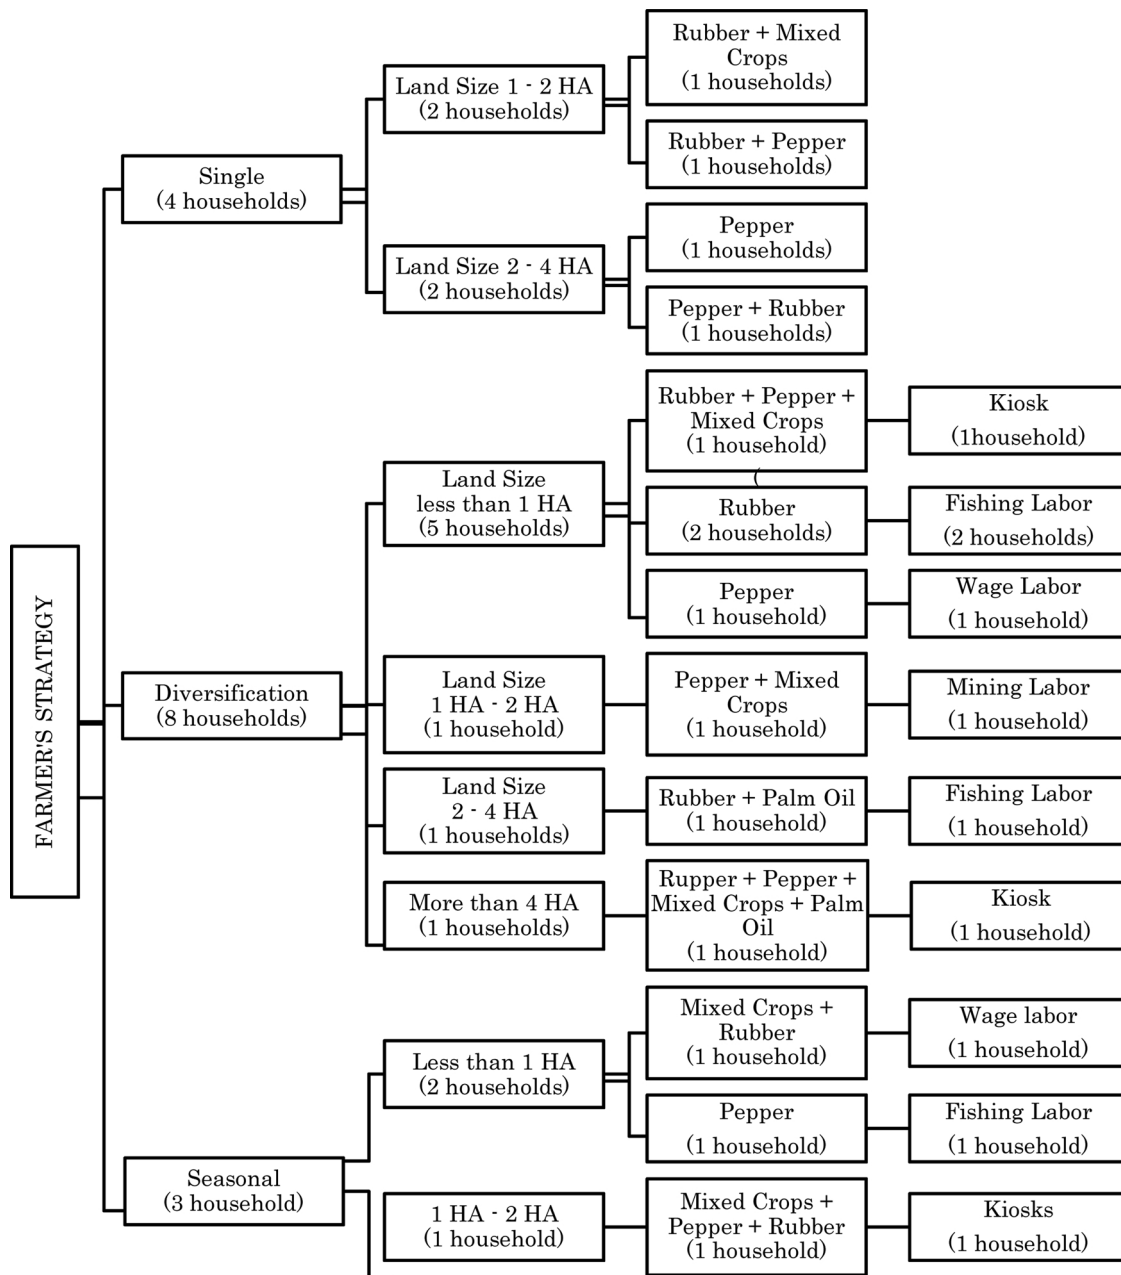 FARMER'S STRATEGY
Single
(4 households)
Land Size 1 - 2 HA
(2 households)
Rubber + Mixed
Crops
(1 households)
Rubber + Pepper
(1 households)
Land Size 2 - 4 HA
(2 households)
Pepper
(1 households)
Pepper + Rubber
(1 households)
Diversification
(8 households)
Land Size
less than 1 HA
(5 households)
Rubber + Pepper +
Mixed Crops
(1 household)
(
Kiosk
(1household)
Rubber
(2 households)
Fishing Labor
(2 households)
Pepper
(1 household)
Wage Labor
(1 household)
Land Size
1 HA - 2 HA
(1 household)
Pepper + Mixed
Crops
(1 household)
Mining Labor
(1 household)
Land Size
2 - 4 HA
(1 households)
Rubber + Palm Oil
(1 household)
Fishing Labor
(1 household)
More than 4 HA
(1 households)
Rupper + Pepper +
Mixed Crops + Palm
Oil
(1 household)
Kiosk
(1 household)
Seasonal
(3 household)
Less than 1 HA
(2 households)
Mixed Crops +
Rubber
(1 household)
Wage labor
(1 household)
Pepper
(1 household)
Fishing Labor
(1 household)
1 HA - 2 HA
(1 household)
Mixed Crops +
Pepper + Rubber
(1 household)
Kiosks
(1 household)